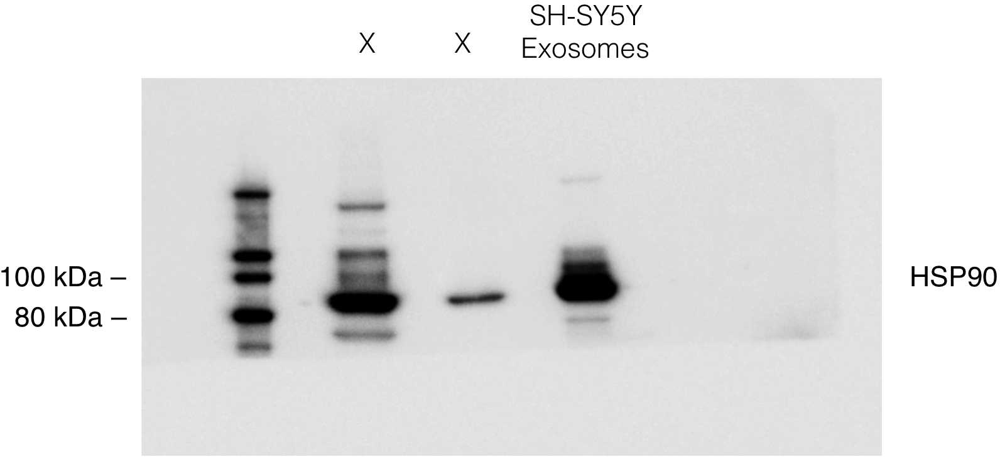 X X SH-SY5Y
Exosomes
100 kDa –
80 kDa –
HSP90